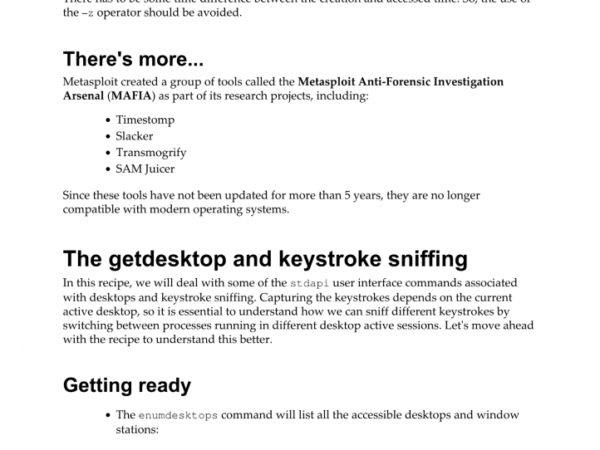 There has to be some time difference between the creation and accessed time. So, the use of
the –z operator should be avoided.
There's more...
Metasploit created a group of tools called the Metasploit Anti-Forensic Investigation
Arsenal (MAFIA) as part of its research projects, including:
• Timestomp
• Slacker
• Transmogrify
• SAM Juicer
Since these tools have not been updated for more than 5 years, they are no longer
compatible with modern operating systems.
The getdesktop and keystroke sniffing
In this recipe, we will deal with some of the stdapi user interface commands associated
with desktops and keystroke sniffing. Capturing the keystrokes depends on the current
active desktop, so it is essential to understand how we can sniff different keystrokes by
switching between processes running in different desktop active sessions. Let's move ahead
with the recipe to understand this better.
Getting ready
• The enumdesktops command will list all the accessible desktops and window
stations: